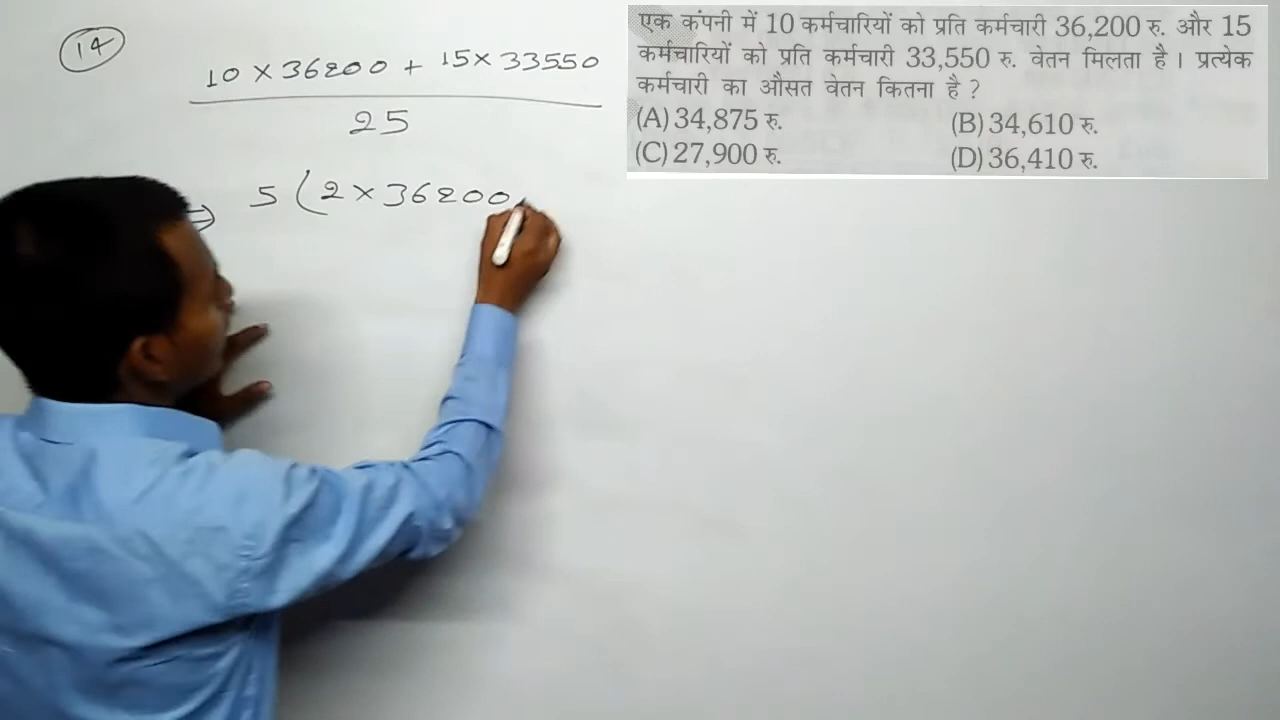 14
10 × 36200 + 15 × 33550
25
⇒ 5 ( 2 × 36200
एक कंपनी में 10 कर्मचारियों को प्रति कर्मचारी 36,200 रु. और 15
कर्मचारियों को प्रति कर्मचारी 33,550 रु. वेतन मिलता है । प्रत्येक
कर्मचारी का औसत वेतन कितना है ?
(A) 34,875 रु. (B) 34,610 रु.
(C) 27,900 रु. (D) 36,410 रु.